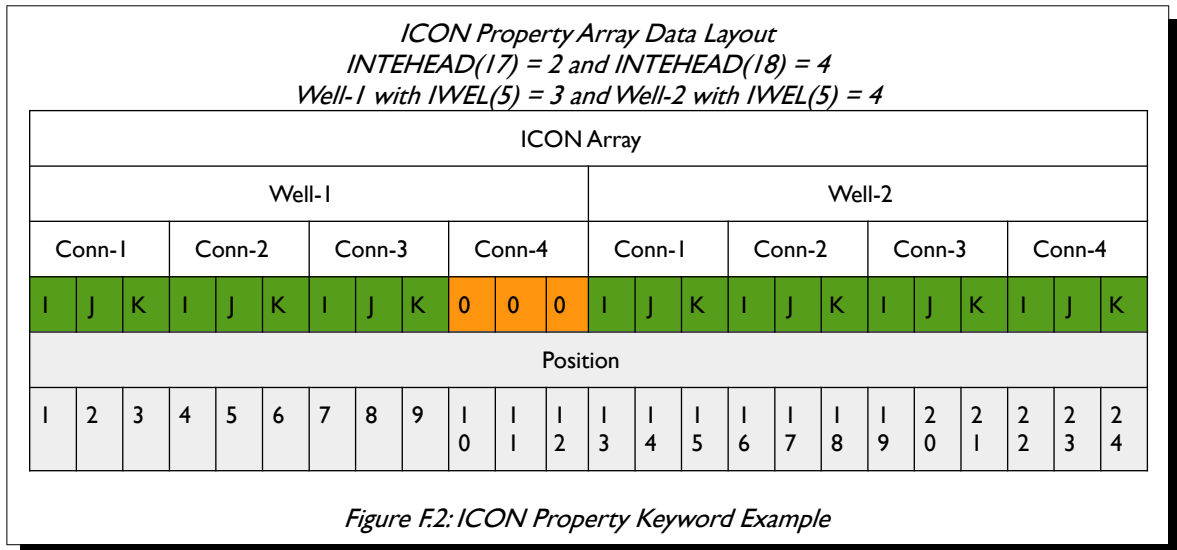 ICON Property Array Data Layout
INTEHEAD(17) = 2 and INTEHEAD(18) = 4
Well-1 with IWEL(5) = 3 and Well-2 with IWEL(5) = 4
ICON Array
Well-1 Well-2
Conn-1 Conn-2 Conn-3 Conn-4 Conn-1 Conn-2 Conn-3 Conn-4
I J K I J K I J K 0 0 0 I J K I J K I J K I J K
Position
1 2 3 4 5 6 7 8 9 10 11 12 13 14 15 16 17 18 19 20 21 22 23 24
Figure F.2: ICON Property Keyword Example